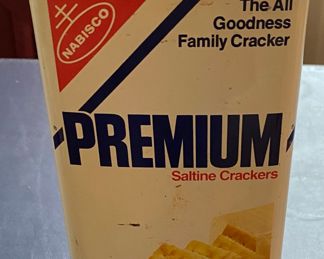 NABISCO
The All
Goodness
Family Cracker
PREMIUM
Saltine Crackers